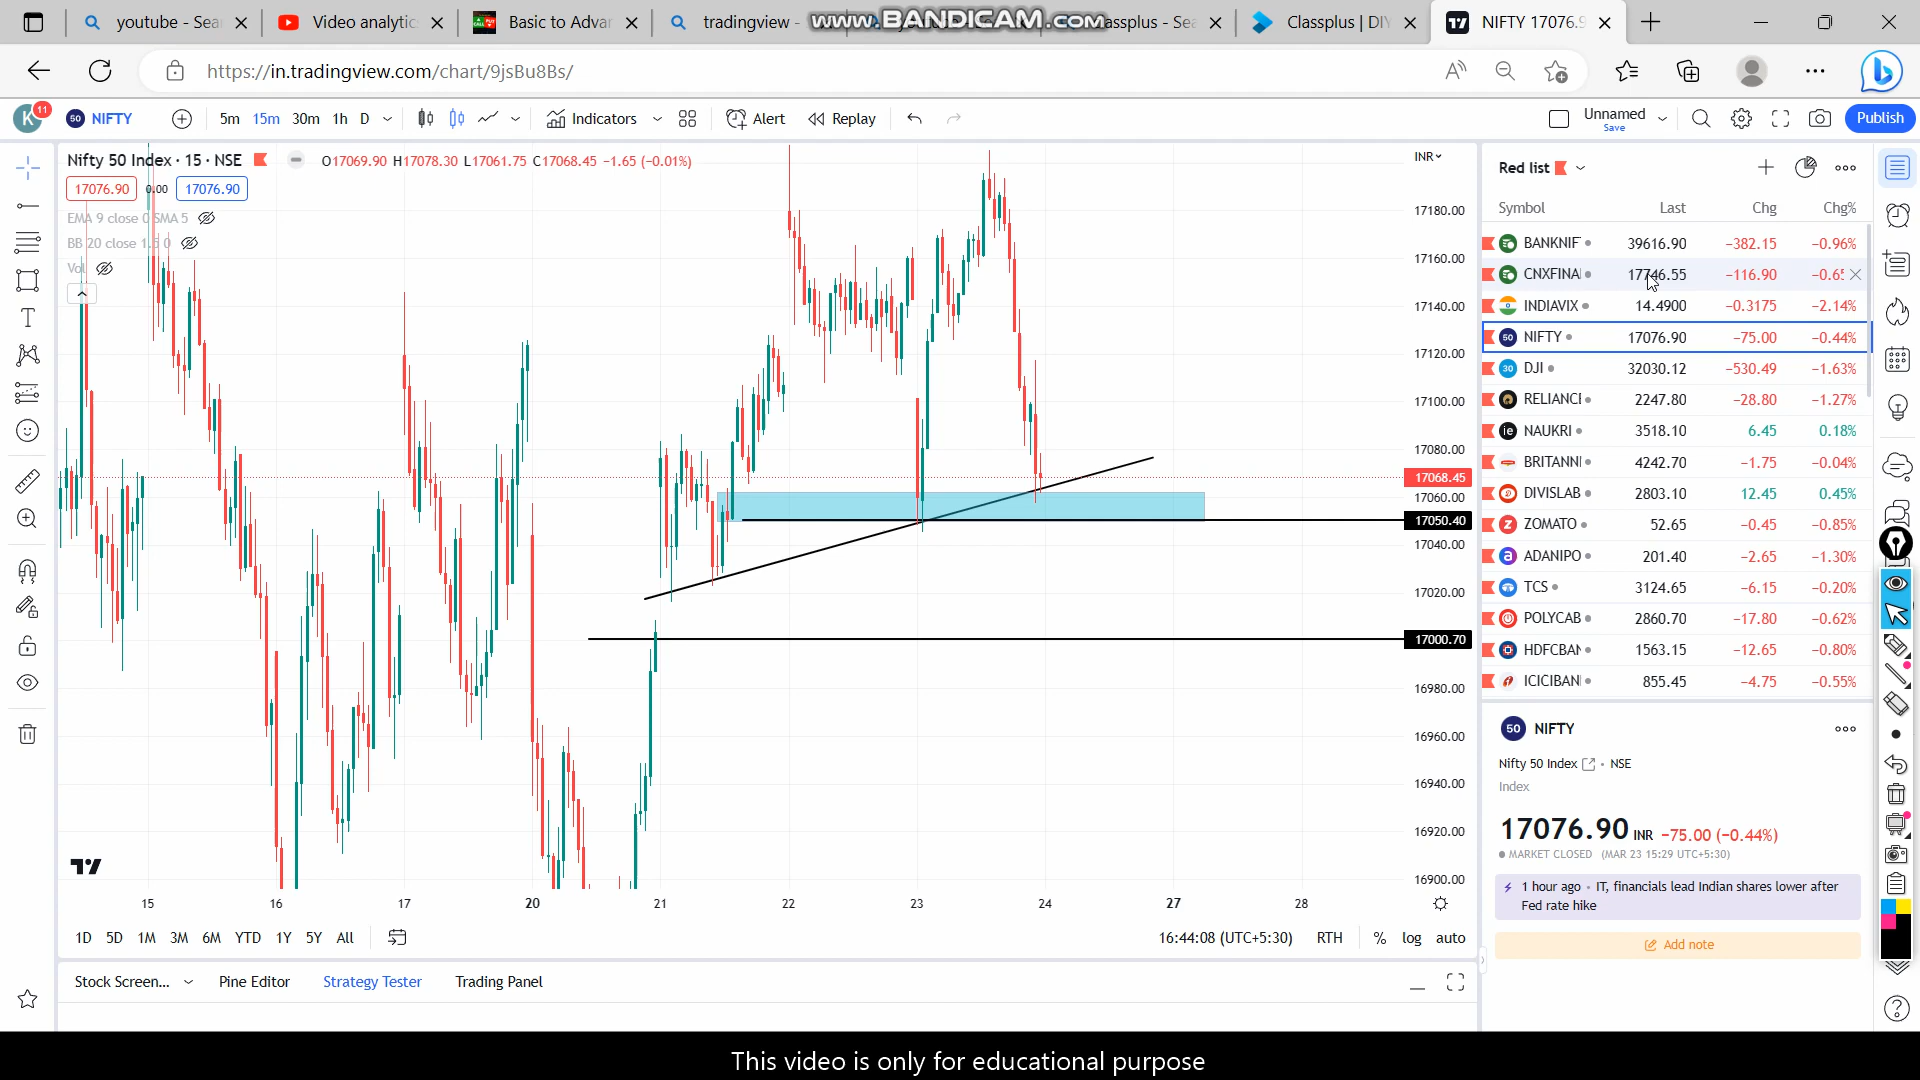 youtube - Sea
Video analytic
Basic to Advar
tradingview -
www.BANDICAM.com
assplus - Sea
Classplus | DIY
NIFTY 17076.9
https://in.tradingview.com/chart/9jsBu8Bs/
K 11
50 NIFTY
5m 15m 30m 1h D
Indicators
Alert
Replay
Unnamed
Save
Publish
Nifty 50 Index · 15 · NSE
O17069.90 H17078.30 L17061.75 C17068.45 −1.65 (−0.01%)
17076.90 0.00 17076.90
EMA 9 close 0 SMA 5
BB 20 close 1.5 0
Vol
INR
17180.00
17160.00
17140.00
17120.00
17100.00
17080.00
17068.45
17060.00
17050.40
17040.00
17020.00
17000.70
16980.00
16960.00
16940.00
16920.00
16900.00
15 16 17 20 21 22 23 24 27 28
1D 5D 1M 3M 6M YTD 1Y 5Y All
16:44:08 (UTC+5:30) RTH % log auto
Stock Screen... Pine Editor Strategy Tester Trading Panel
Red list
Symbol Last Chg Chg%
BANKNIF 39616.90 −382.15 −0.96%
CNXFINA 17746.55 −116.90 −0.65
INDIAVIX 14.4900 −0.3175 −2.14%
50 NIFTY 17076.90 −75.00 −0.44%
30 DJI 32030.12 −530.49 −1.63%
RELIANCE 2247.80 −28.80 −1.27%
ie NAUKRI 3518.10 6.45 0.18%
BRITANNI 4242.70 −1.75 −0.04%
DIVISLAB 2803.10 12.45 0.45%
Z ZOMATO 52.65 −0.45 −0.85%
a ADANIPO 201.40 −2.65 −1.30%
TCS 3124.65 −6.15 −0.20%
POLYCAB 2860.70 −17.80 −0.62%
HDFCBAN 1563.15 −12.65 −0.80%
ICICIBANI 855.45 −4.75 −0.55%
50 NIFTY
Nifty 50 Index · NSE
Index
17076.90 INR −75.00 (−0.44%)
MARKET CLOSED (MAR 23 15:29 UTC+5:30)
1 hour ago · IT, financials lead Indian shares lower after
Fed rate hike
Add note
This video is only for educational purpose